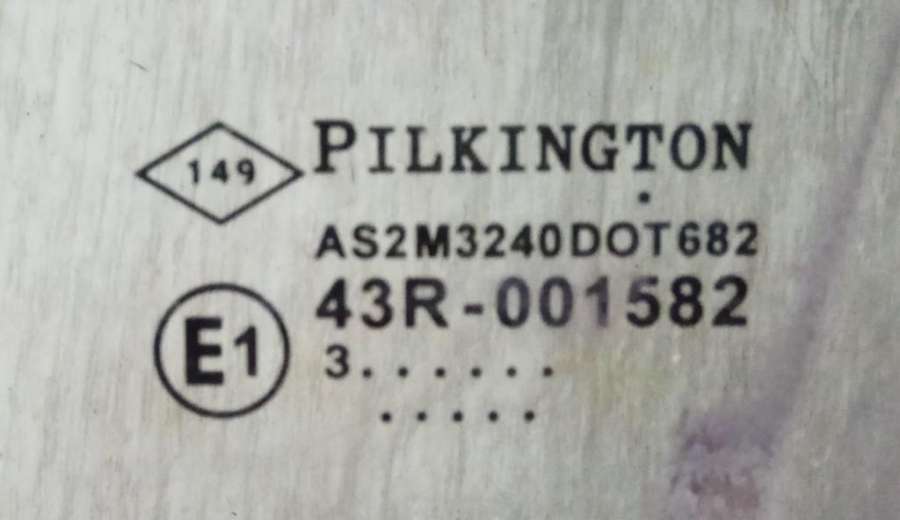 149
PILKINGTON
AS2M3240DOT682
43R-001582
E1
3......
.....